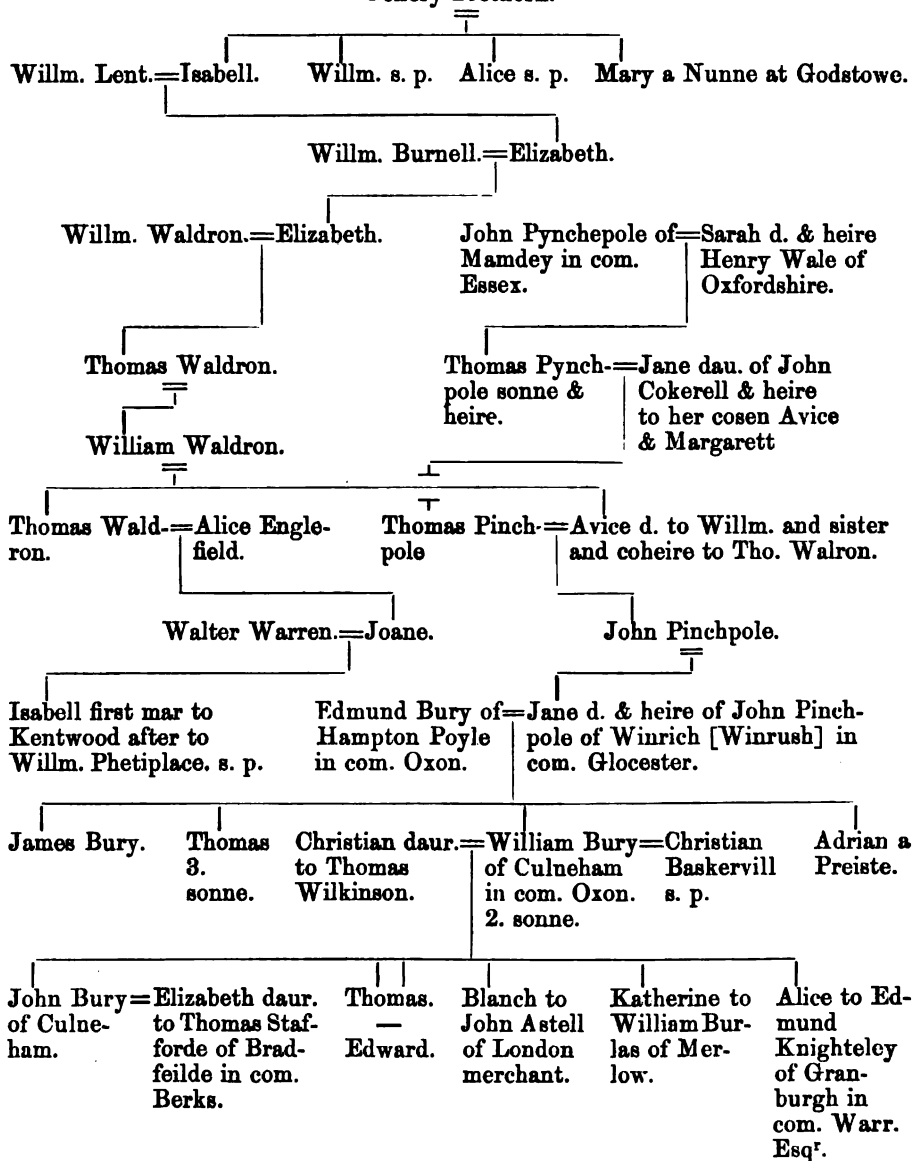 Willm. Lent.=Isabell. Willm. s. p. Alice s. p. Mary a Nunne at Godstowe.
Willm. Burnell.=Elizabeth.
Willm. Waldron.=Elizabeth.
John Pynchepole of=Sarah d. & heire
Mamdey in com. Henry Wale of
Essex. Oxfordshire.
Thomas Waldron.
Thomas Pynch-=Jane dau. of John
pole sonne & Cokerell & heire
heire. to her cosen Avice
& Margarett
William Waldron.
Thomas Wald-=Alice Engle-
ron. field.
Thomas Pinch-=Avice d. to Willm. and sister
pole and coheire to Tho. Walron.
Walter Warren.=Joane.
John Pinchpole.
Isabell first mar to
Kentwood after to
Willm. Phetiplace. s. p.
Edmund Bury of=Jane d. & heire of John Pinch-
Hampton Poyle pole of Winrich [Winrush] in
in com. Oxon. com. Glocester.
James Bury.
Thomas
3.
sonne.
Christian daur.=William Bury=Christian
to Thomas of Culneham Baskervill
Wilkinson. in com. Oxon. s. p.
2. sonne.
Adrian a
Preiste.
John Bury=Elizabeth daur.
of Culne- to Thomas Staf-
ham. forde of Brad-
feilde in com.
Berks.
Thomas.
—
Edward.
Blanch to
John Astell
of London
merchant.
Katherine to
William Bur-
las of Mer-
low.
Alice to Ed-
mund
Knighteley
of Gran-
burgh in
com. Warr.
Esqr.